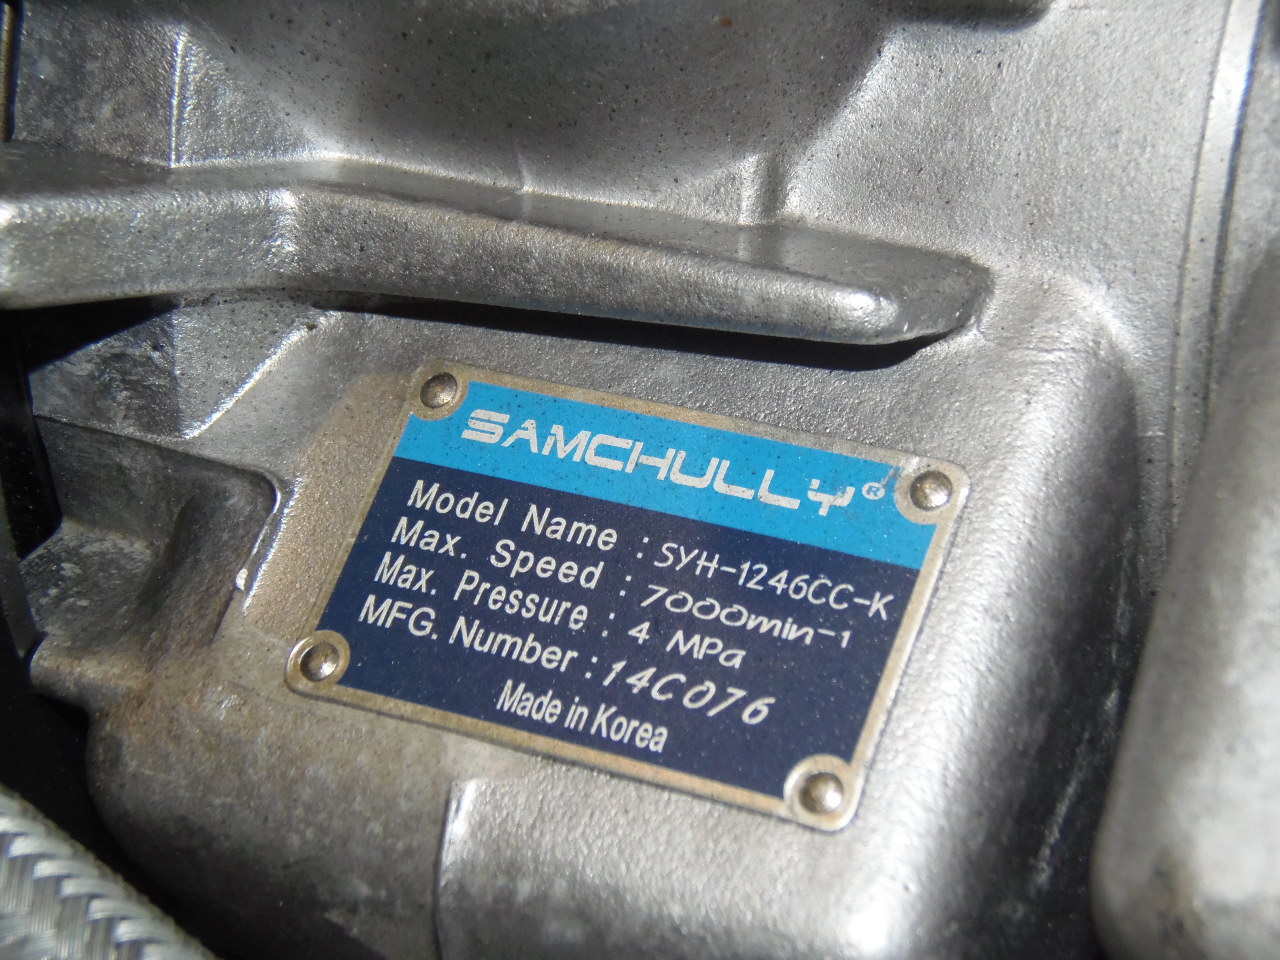 SAMCHULLY®
Model Name : SYH-1246CC-K
Max. Speed : 7000min-1
Max. Pressure : 4 MPa
MFG. Number : 14C076
Made in Korea